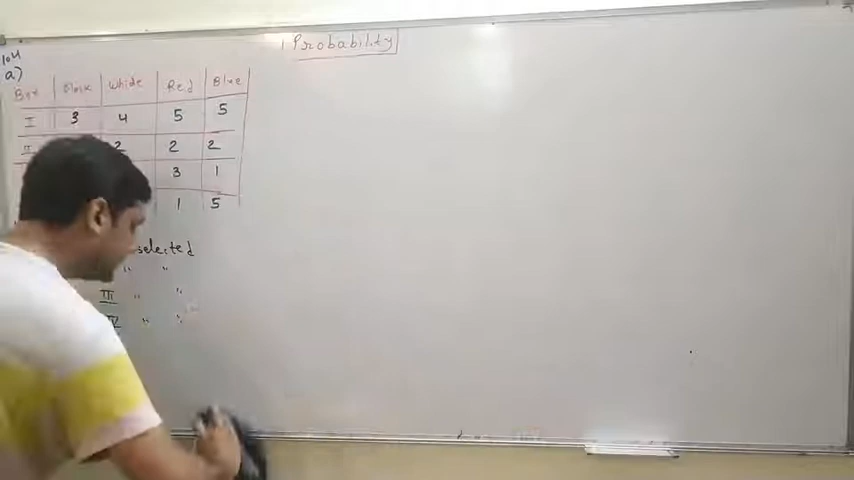 Probability
104
a)
Box Black White Red Blue
I 3 4 5 5
II 2 2 2
3 1
1 5
selected
" "
III " "
IV " "